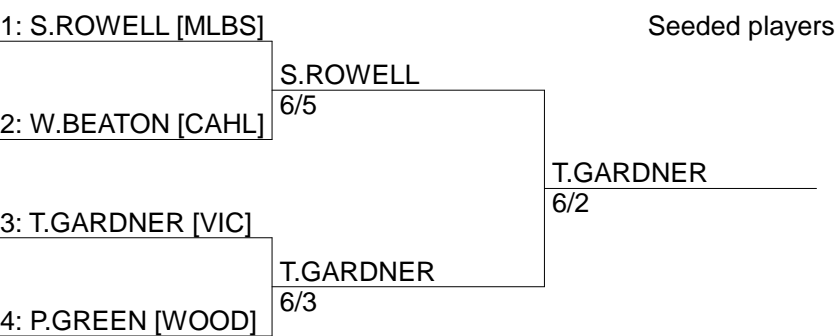 1: S.ROWELL [MLBS]
Seeded players
S.ROWELL
6/5
2: W.BEATON [CAHL]
T.GARDNER
6/2
3: T.GARDNER [VIC]
T.GARDNER
6/3
4: P.GREEN [WOOD]